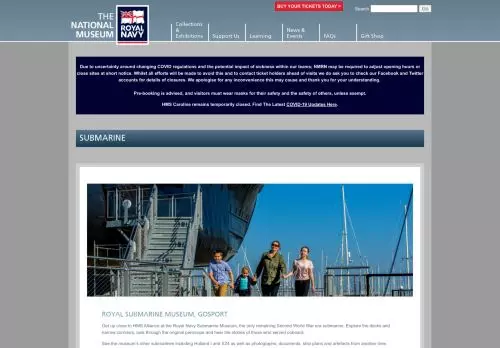 THE
NATIONAL
MUSEUM
ROYAL
NAVY
BUY YOUR TICKETS TODAY >
Search
Go
Collections
& Exhibitions
Support Us
Learning
News &
Events
FAQs
Gift Shop
Due to uncertainty around changing COVID regulations and the potential impact of sickness within our teams; NMRN may be required to adjust opening hours or
close sites at short notice. Whilst all efforts will be made to avoid this and to contact ticket holders ahead of visits we do ask you to check our Facebook and Twitter
accounts for details of closures. We apologise for any inconvenience this may cause and thank you for your understanding.
Pre-booking is advised, and visitors must wear masks for their safety and the safety of others, unless exempt.
HMS Caroline remains temporarily closed. Find The Latest COVID-19 Updates Here.
SUBMARINE
ROYAL SUBMARINE MUSEUM, GOSPORT
Get up close to HMS Alliance at the Royal Navy Submarine Museum, the only remaining Second World War era submarine. Explore the decks and
narrow corridors, look through the original periscope and hear the stories of those who served onboard.
See the museum's other submarines including Holland I and X24 as well as photographs, documents, ship plans and artefacts from